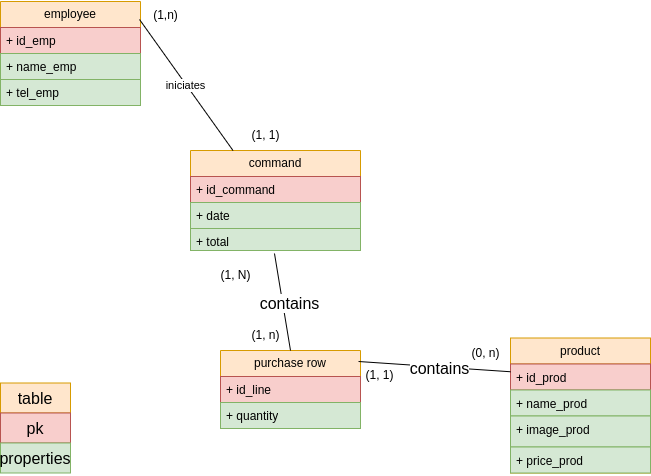 employee
(1,n)
+ id_emp
+ name_emp
+ tel_emp
iniciates
(1, 1)
command
+ id_command
+ date
+ total
(1, N)
contains
(1, n)
purchase row
+ id_line
+ quantity
(1, 1)
contains
(0, n)
product
+ id_prod
+ name_prod
+ image_prod
+ price_prod
table
pk
properties